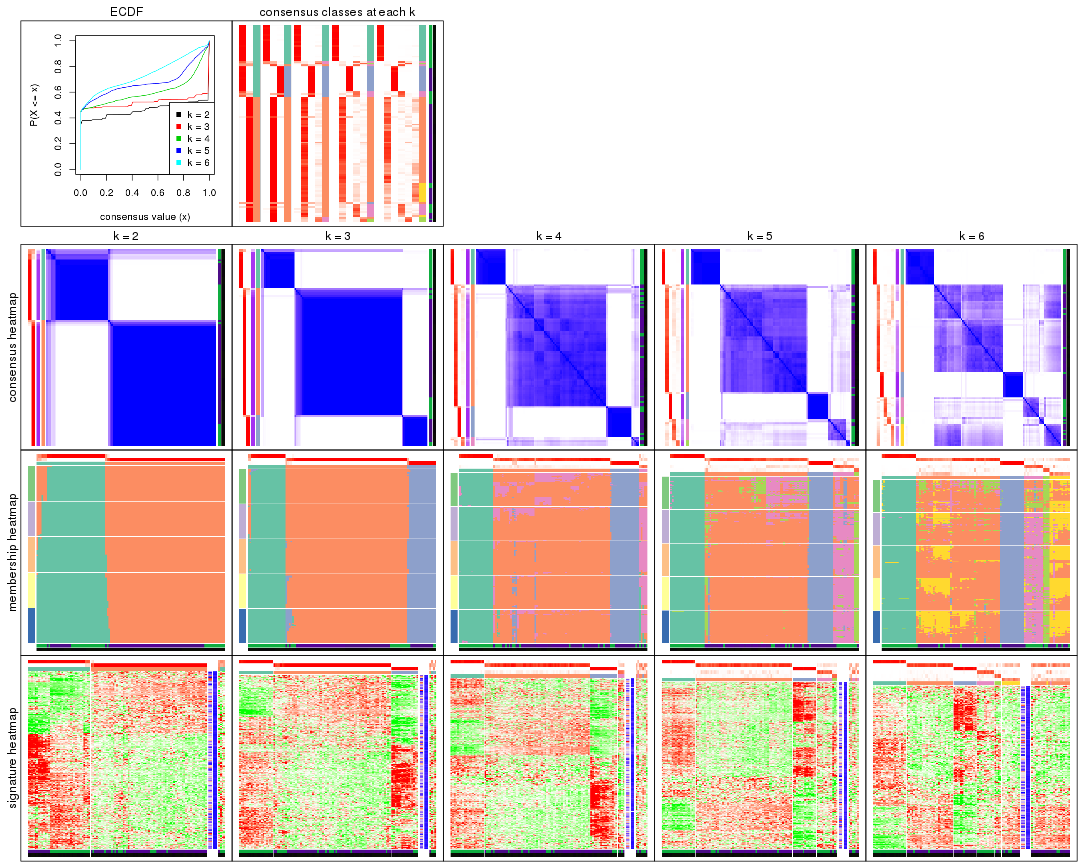 ECDF
consensus classes at each k
P(X <= x)
0.0 0.2 0.4 0.6 0.8 1.0
k = 2
k = 3
k = 4
k = 5
k = 6
0.0 0.2 0.4 0.6 0.8 1.0
consensus value (x)
k = 2
k = 3
k = 4
k = 5
k = 6
consensus heatmap
membership heatmap
signature heatmap